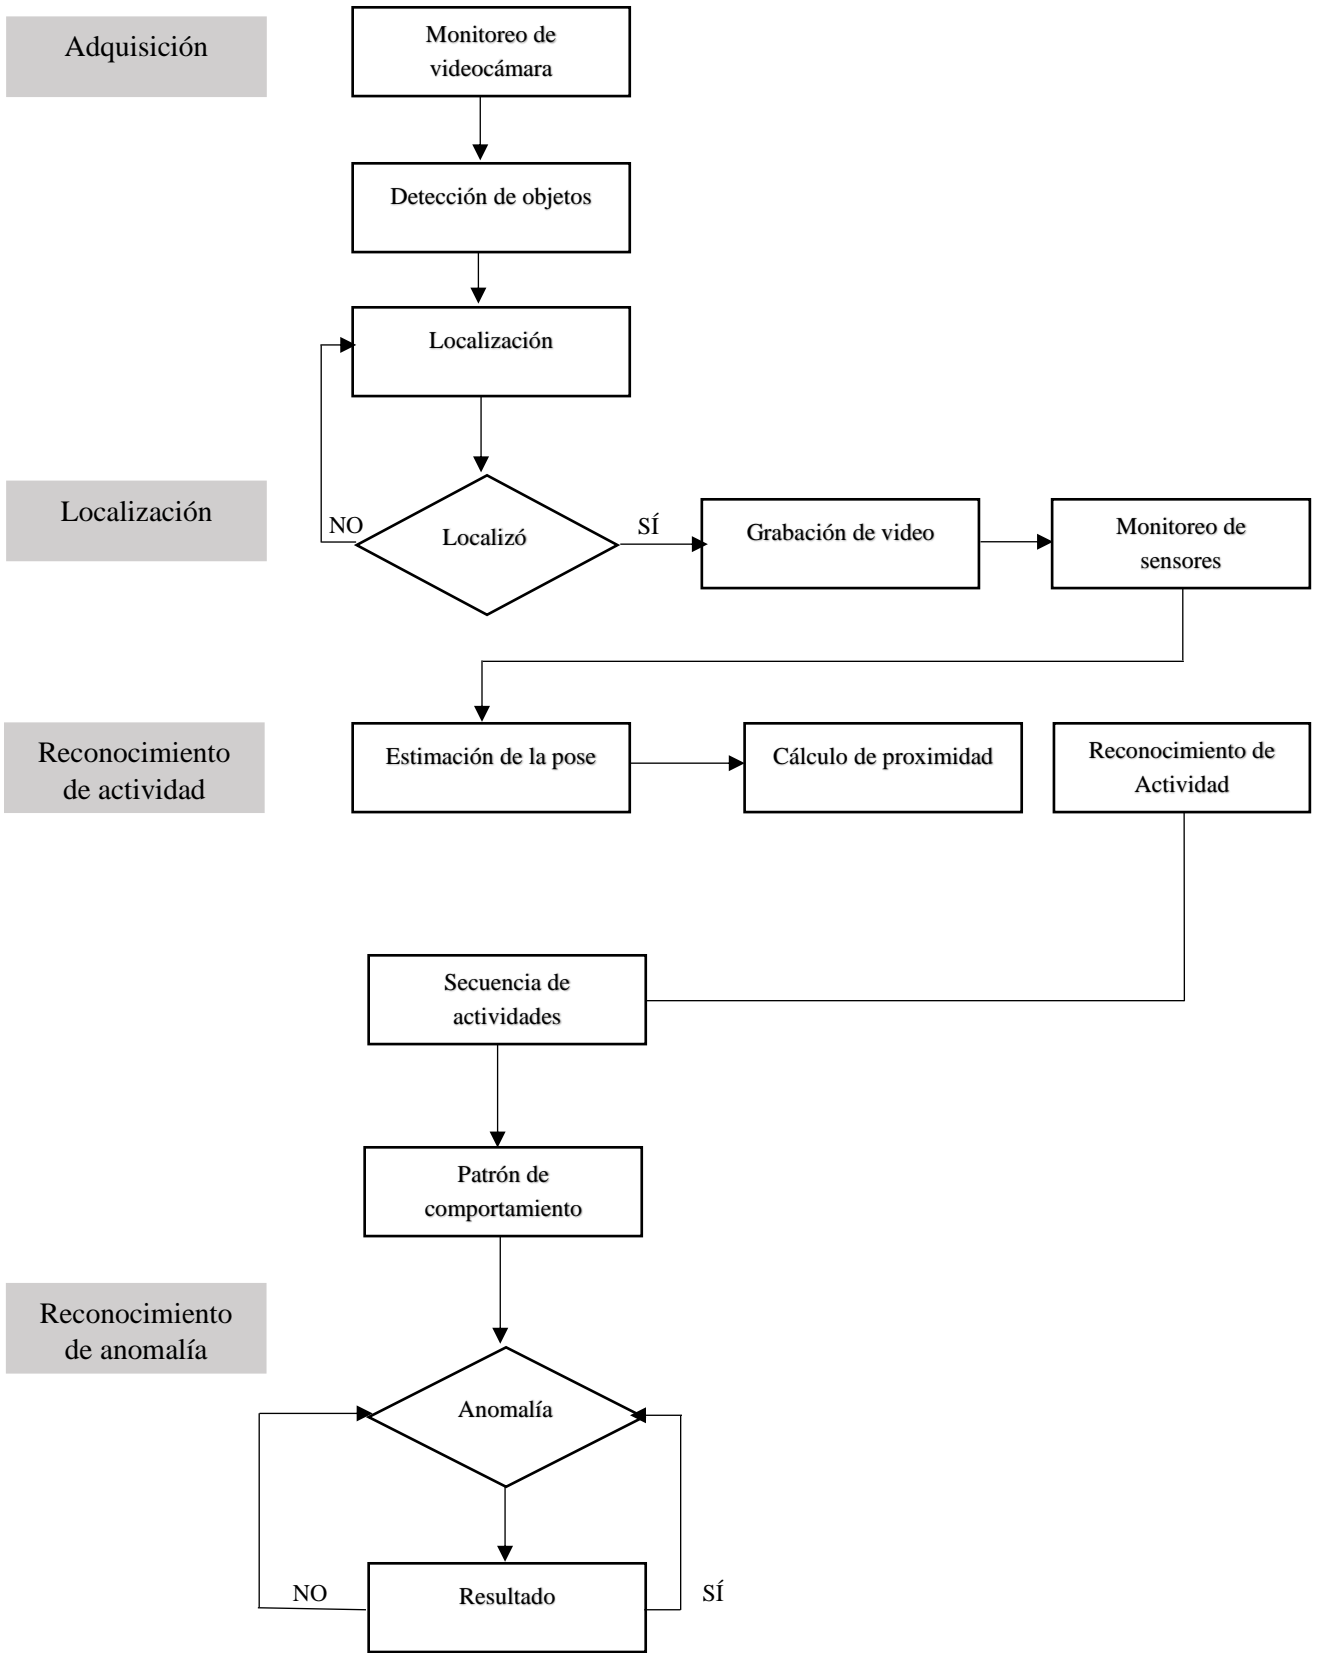 Adquisición
Monitoreo de
videocámara
Detección de objetos
Localización
Localización
NO
Localizó
SÍ
Grabación de video
Monitoreo de
sensores
Reconocimiento
de actividad
Estimación de la pose
Cálculo de proximidad
Reconocimiento de
Actividad
Secuencia de
actividades
Patrón de
comportamiento
Reconocimiento
de anomalía
Anomalía
NO
Resultado
SÍ